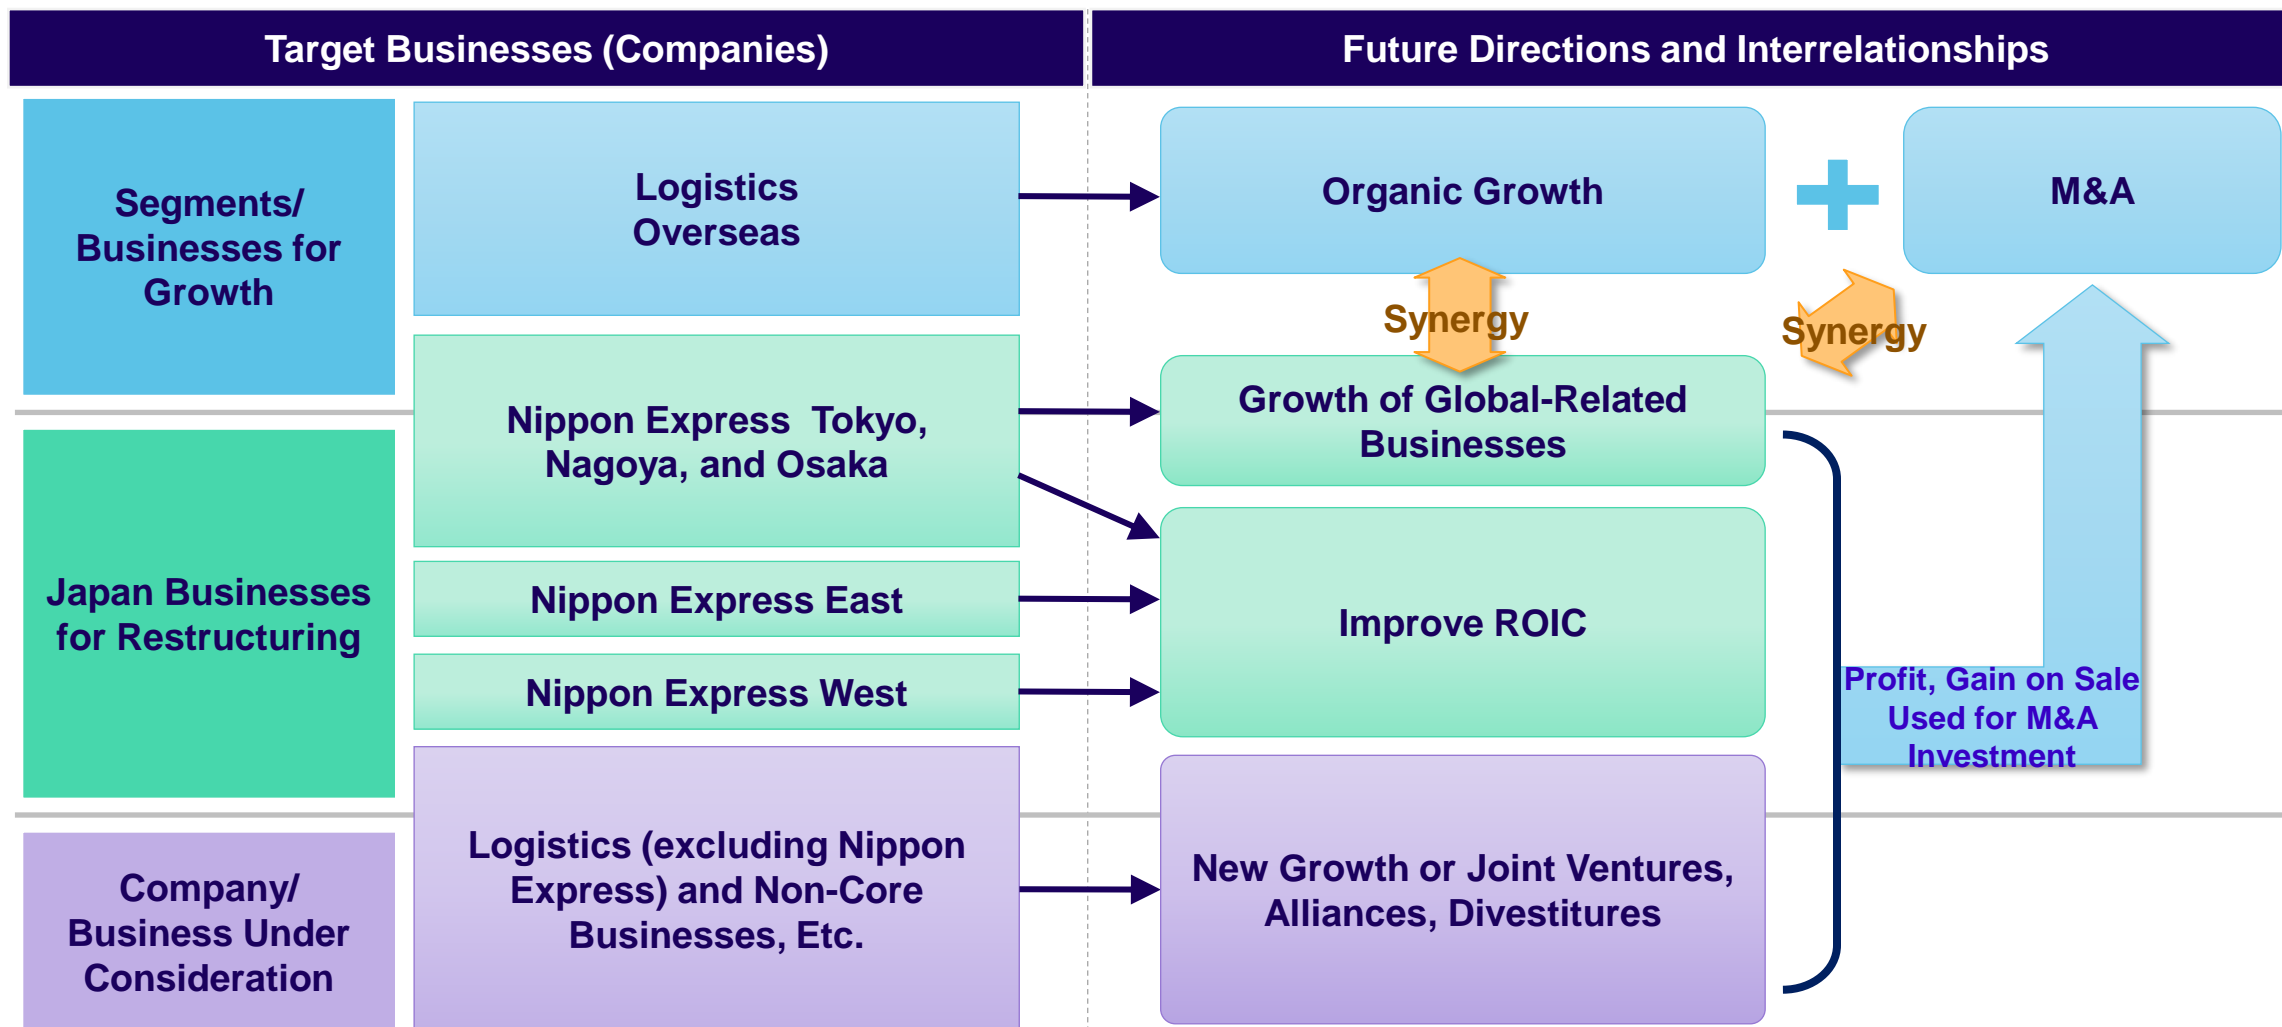 Target Businesses (Companies)
Future Directions and Interrelationships
Segments/
Businesses for
Growth
Logistics
Overseas
Organic Growth
M&A
Synergy
Synergy
Nippon Express  Tokyo,
Nagoya, and Osaka
Growth of Global-Related
Businesses
Japan Businesses
for Restructuring
Nippon Express East
Improve ROIC
Nippon Express West
Profit, Gain on Sale
Used for M&A
Investment
Company/
Business Under
Consideration
Logistics (excluding Nippon
Express) and Non-Core
Businesses, Etc.
New Growth or Joint Ventures,
Alliances, Divestitures